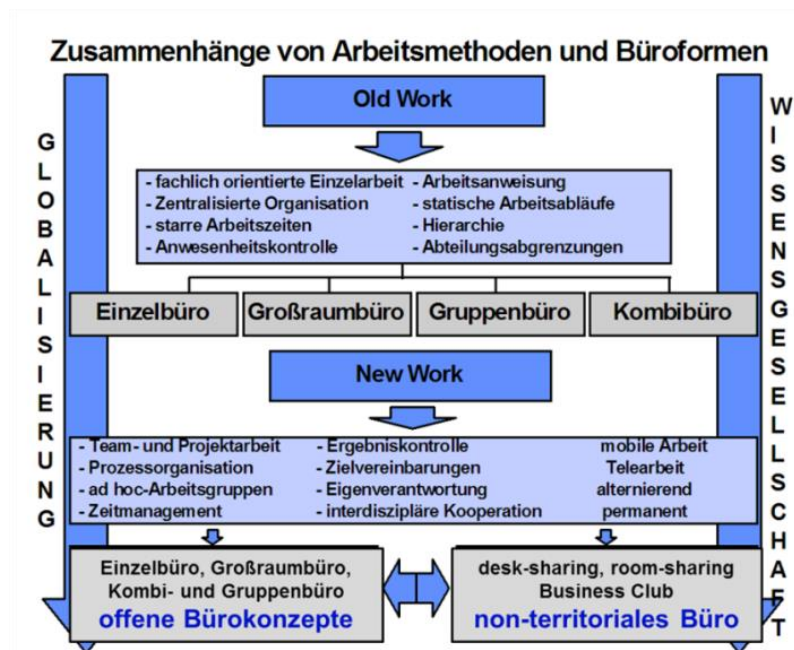 Zusammenhänge von Arbeitsmethoden und Büroformen
GLOBALISIERUNG
WISSENSGESELLSCHAFT
Old Work
- fachlich orientierte Einzelarbeit
- Zentralisierte Organisation
- starre Arbeitszeiten
- Anwesenheitskontrolle
- Arbeitsanweisung
- statische Arbeitsabläufe
- Hierarchie
- Abteilungsabgrenzungen
Einzelbüro
Großraumbüro
Gruppenbüro
Kombibüro
New Work
- Team- und Projektarbeit
- Prozessorganisation
- ad hoc-Arbeitsgruppen
- Zeitmanagement
- Ergebniskontrolle
- Zielvereinbarungen
- Eigenverantwortung
- interdizipläre Kooperation
mobile Arbeit
Telearbeit
alternierend
permanent
Einzelbüro, Großraumbüro,
Kombi- und Gruppenbüro
offene Bürokonzepte
desk-sharing, room-sharing
Business Club
non-territoriales Büro